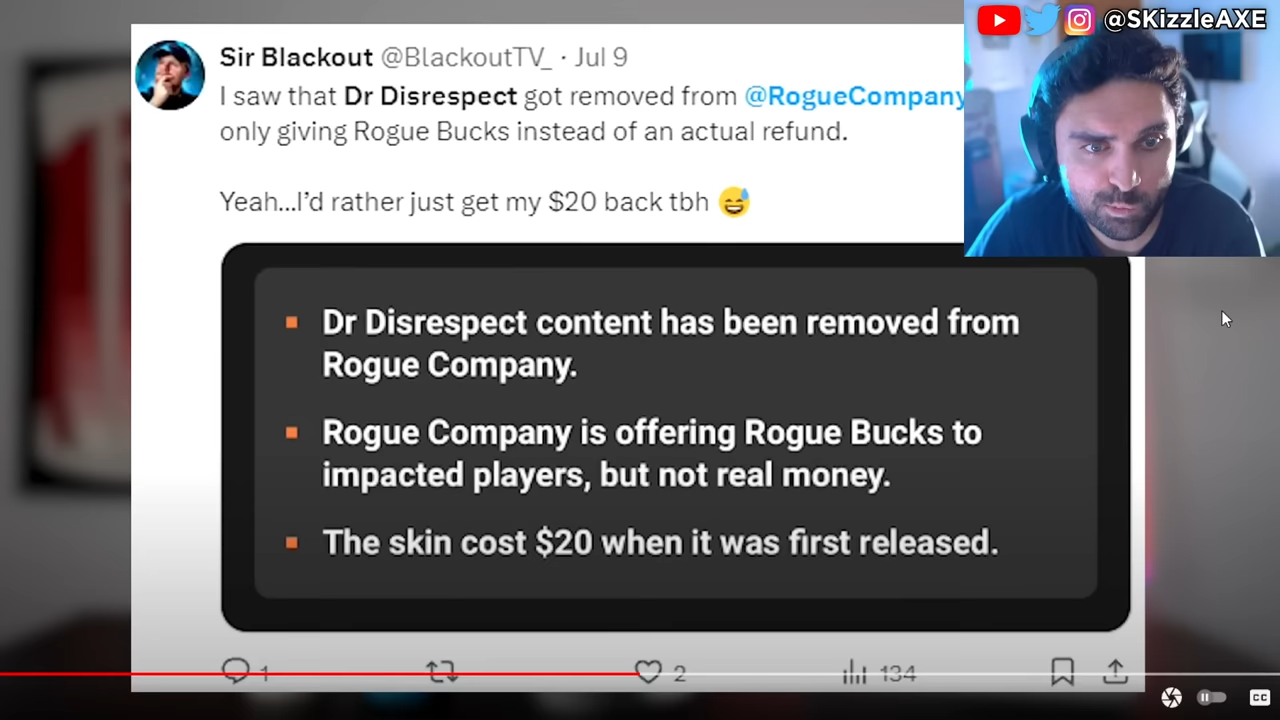 @SKizzleAXE
Sir Blackout @BlackoutTV_ · Jul 9
I saw that Dr Disrespect got removed from @RogueCompany
only giving Rogue Bucks instead of an actual refund.
Yeah...I'd rather just get my $20 back tbh 😅
▪ Dr Disrespect content has been removed from
Rogue Company.
▪ Rogue Company is offering Rogue Bucks to
impacted players, but not real money.
▪ The skin cost $20 when it was first released.
1 2 134
CC